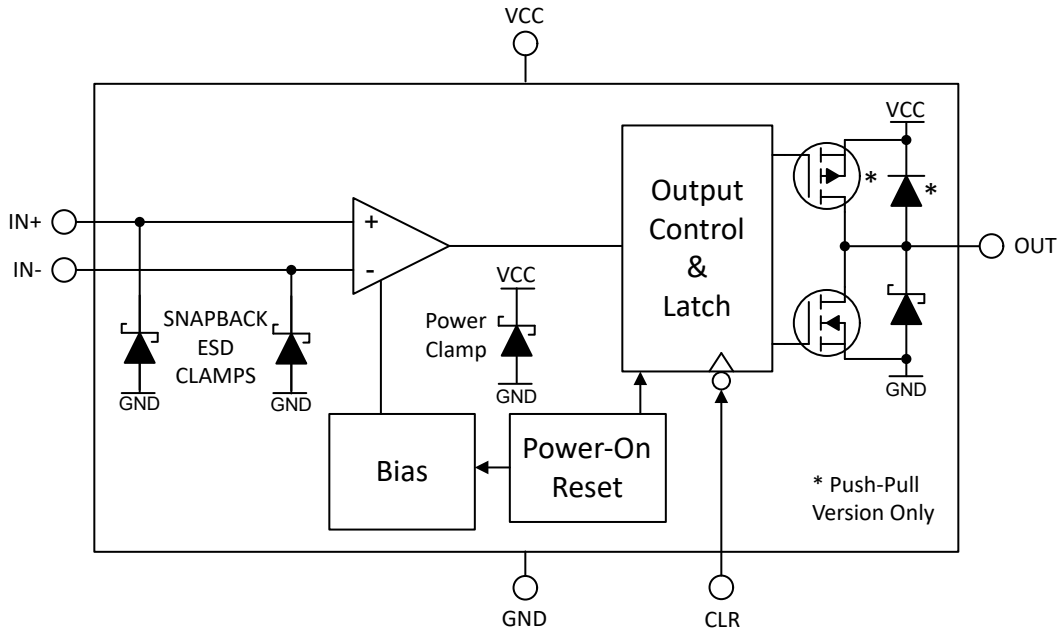 VCC
VCC
*
*
Output
Control
&
Latch
IN+
+
IN-
-
OUT
VCC
SNAPBACK
ESD
CLAMPS
Power
Clamp
GND
GND
GND
GND
Bias
Power-On
Reset
* Push-Pull
Version Only
GND
CLR